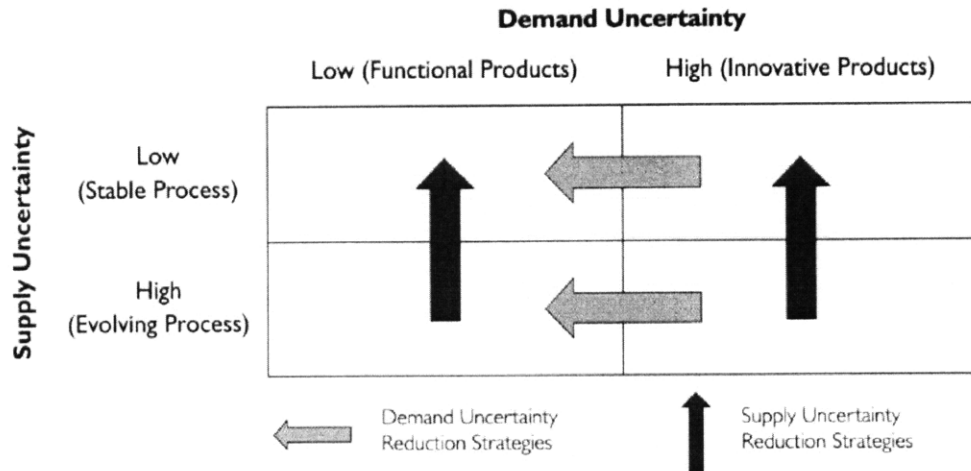 Demand Uncertainty
Low (Functional Products)
High (Innovative Products)
Supply Uncertainty
Low
(Stable Process)
High
(Evolving Process)
Demand Uncertainty
Reduction Strategies
Supply Uncertainty
Reduction Strategies